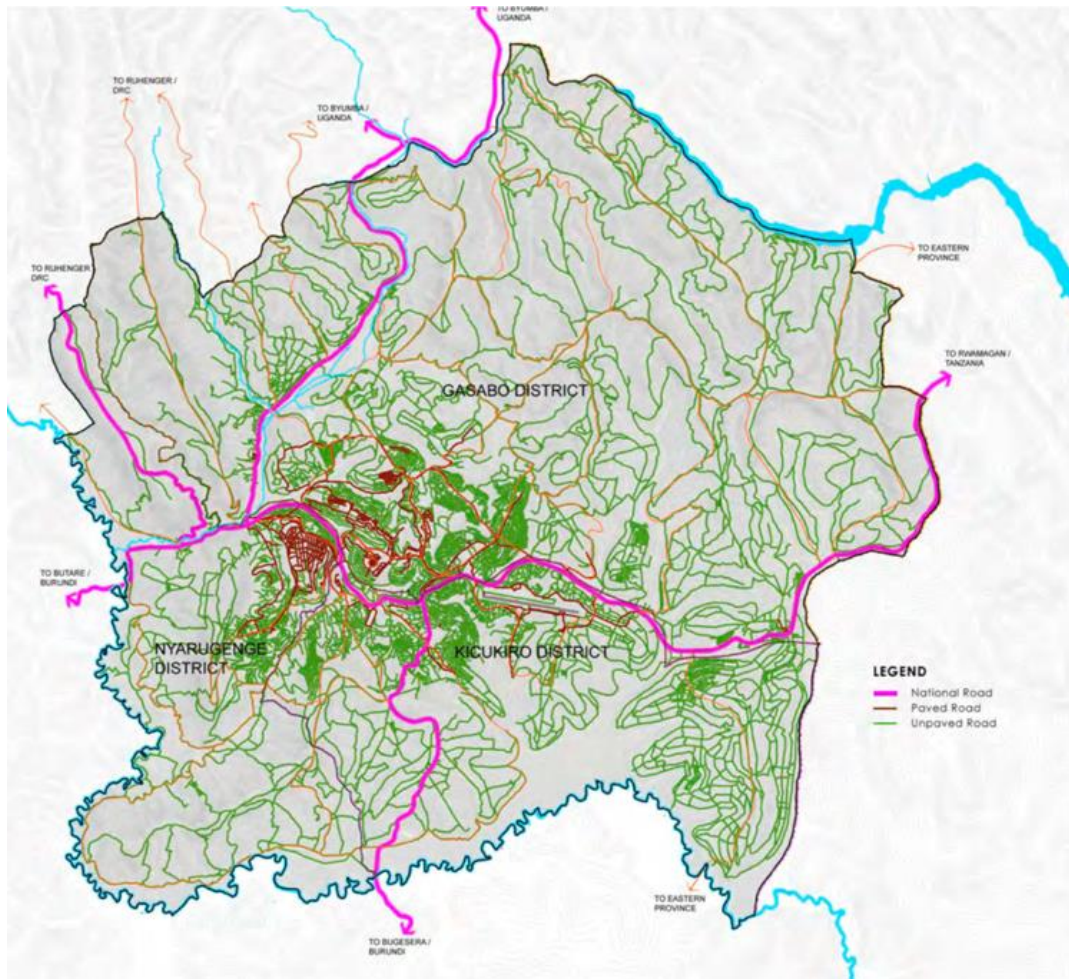 TO BYUMBA /
UGANDA
TO RUHENGER /
DRC
TO BYUMBA /
UGANDA
TO EASTERN
PROVINCE
TO RUHENGER
DRC
TO RWAMAGAN /
TANZANIA
GASABO DISTRICT
TO BUTARE /
BURUNDI
NYARUGENGE
DISTRICT
KICUKIRO DISTRICT
LEGEND
National Road
Paved Road
Unpaved Road
TO EASTERN
PROVINCE
TO BUGESERA /
BURUNDI